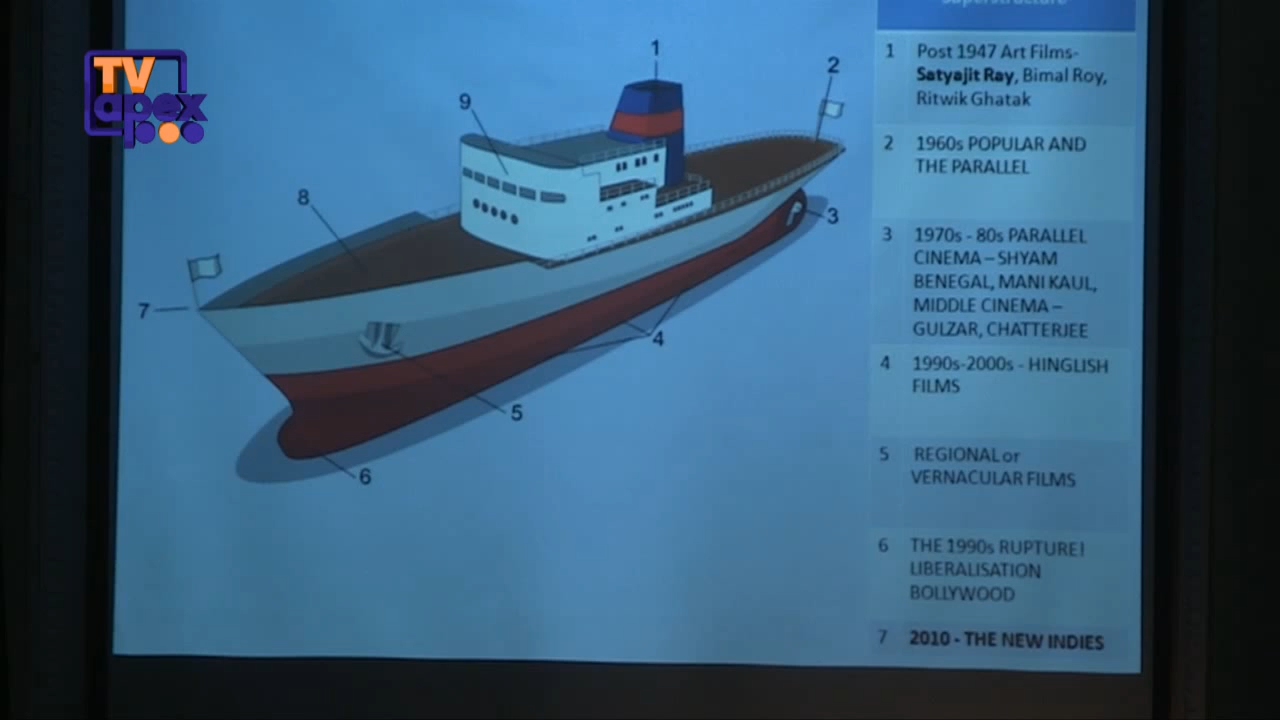 TV
apex
Superstructure
1 Post 1947 Art Films-
Satyajit Ray, Bimal Roy,
Ritwik Ghatak
2 1960s POPULAR AND
THE PARALLEL
3 1970s - 80s PARALLEL
CINEMA – SHYAM
BENEGAL, MANI KAUL,
MIDDLE CINEMA –
GULZAR, CHATTERJEE
4 1990s-2000s - HINGLISH
FILMS
5 REGIONAL or
VERNACULAR FILMS
6 THE 1990s RUPTURE!
LIBERALISATION
BOLLYWOOD
7 2010 - THE NEW INDIES
1
2
9
8
3
7
4
5
6